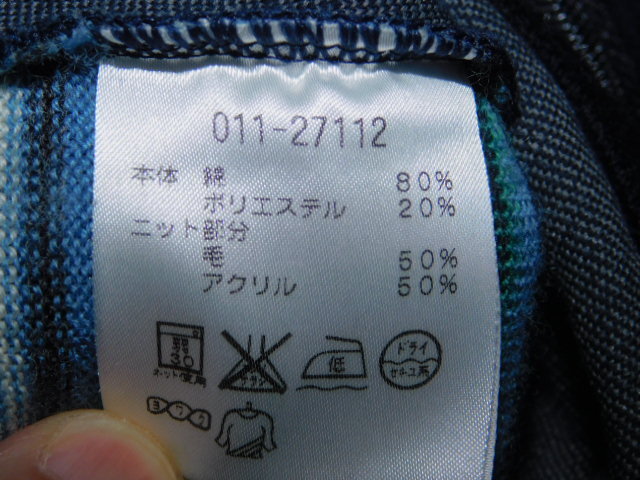 011-27112
本体 綿 80%
ポリエステル 20%
ニット部分
50%
アクリル 50%
30
ネット使用
低
ドライ
セキユ系